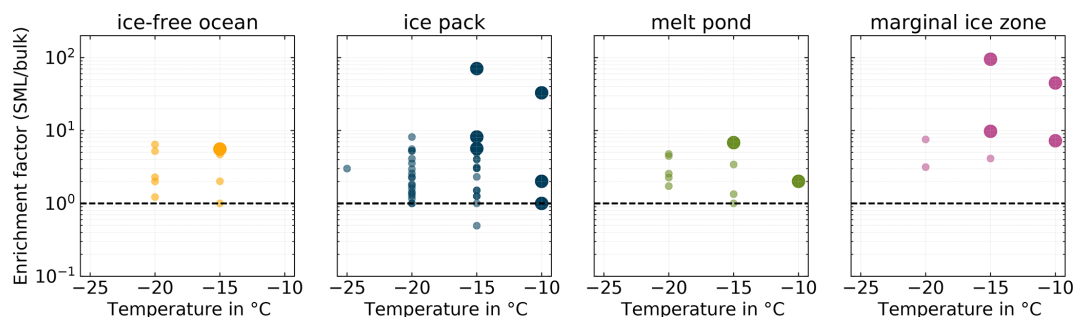 ice-free ocean
ice pack
melt pond
marginal ice zone
Enrichment factor (SML/bulk)
10²
10¹
10⁰
10⁻¹
−25 −20 −15 −10
−25 −20 −15 −10
−25 −20 −15 −10
−25 −20 −15 −10
Temperature in °C
Temperature in °C
Temperature in °C
Temperature in °C